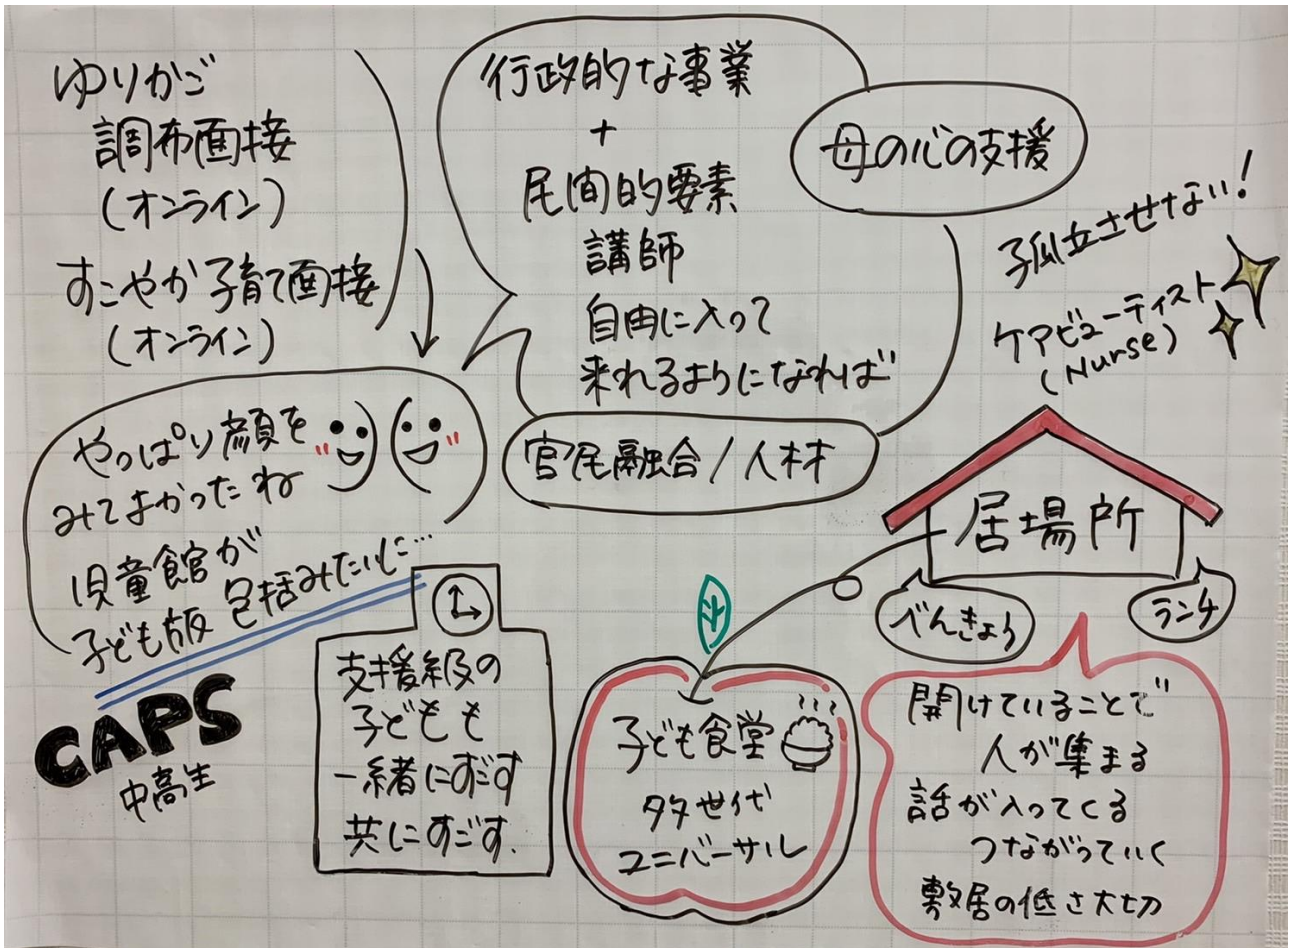 ゆりかご
調布面接
(オンライン)
すこやか子育て面接
(オンライン)
行政的な事業
+
民間的要素
講師
自由に入って
来れるようになれば
母の心の支援
孤立させない!
ケアビューティスト
(Nurse)
官民融合/人材
やっぱり顔を
みてよかったね
児童館が
子ども版 包括みたいに…
CAPS
中高生
支援級の
子どもも
一緒にすごす
共にすごす.
子ども食堂
多世代
ユニバーサル
居場所
べんきょう
ランチ
開けていることで
人が集まる
話が入ってくる
つながっていく
敷居の低さ大切